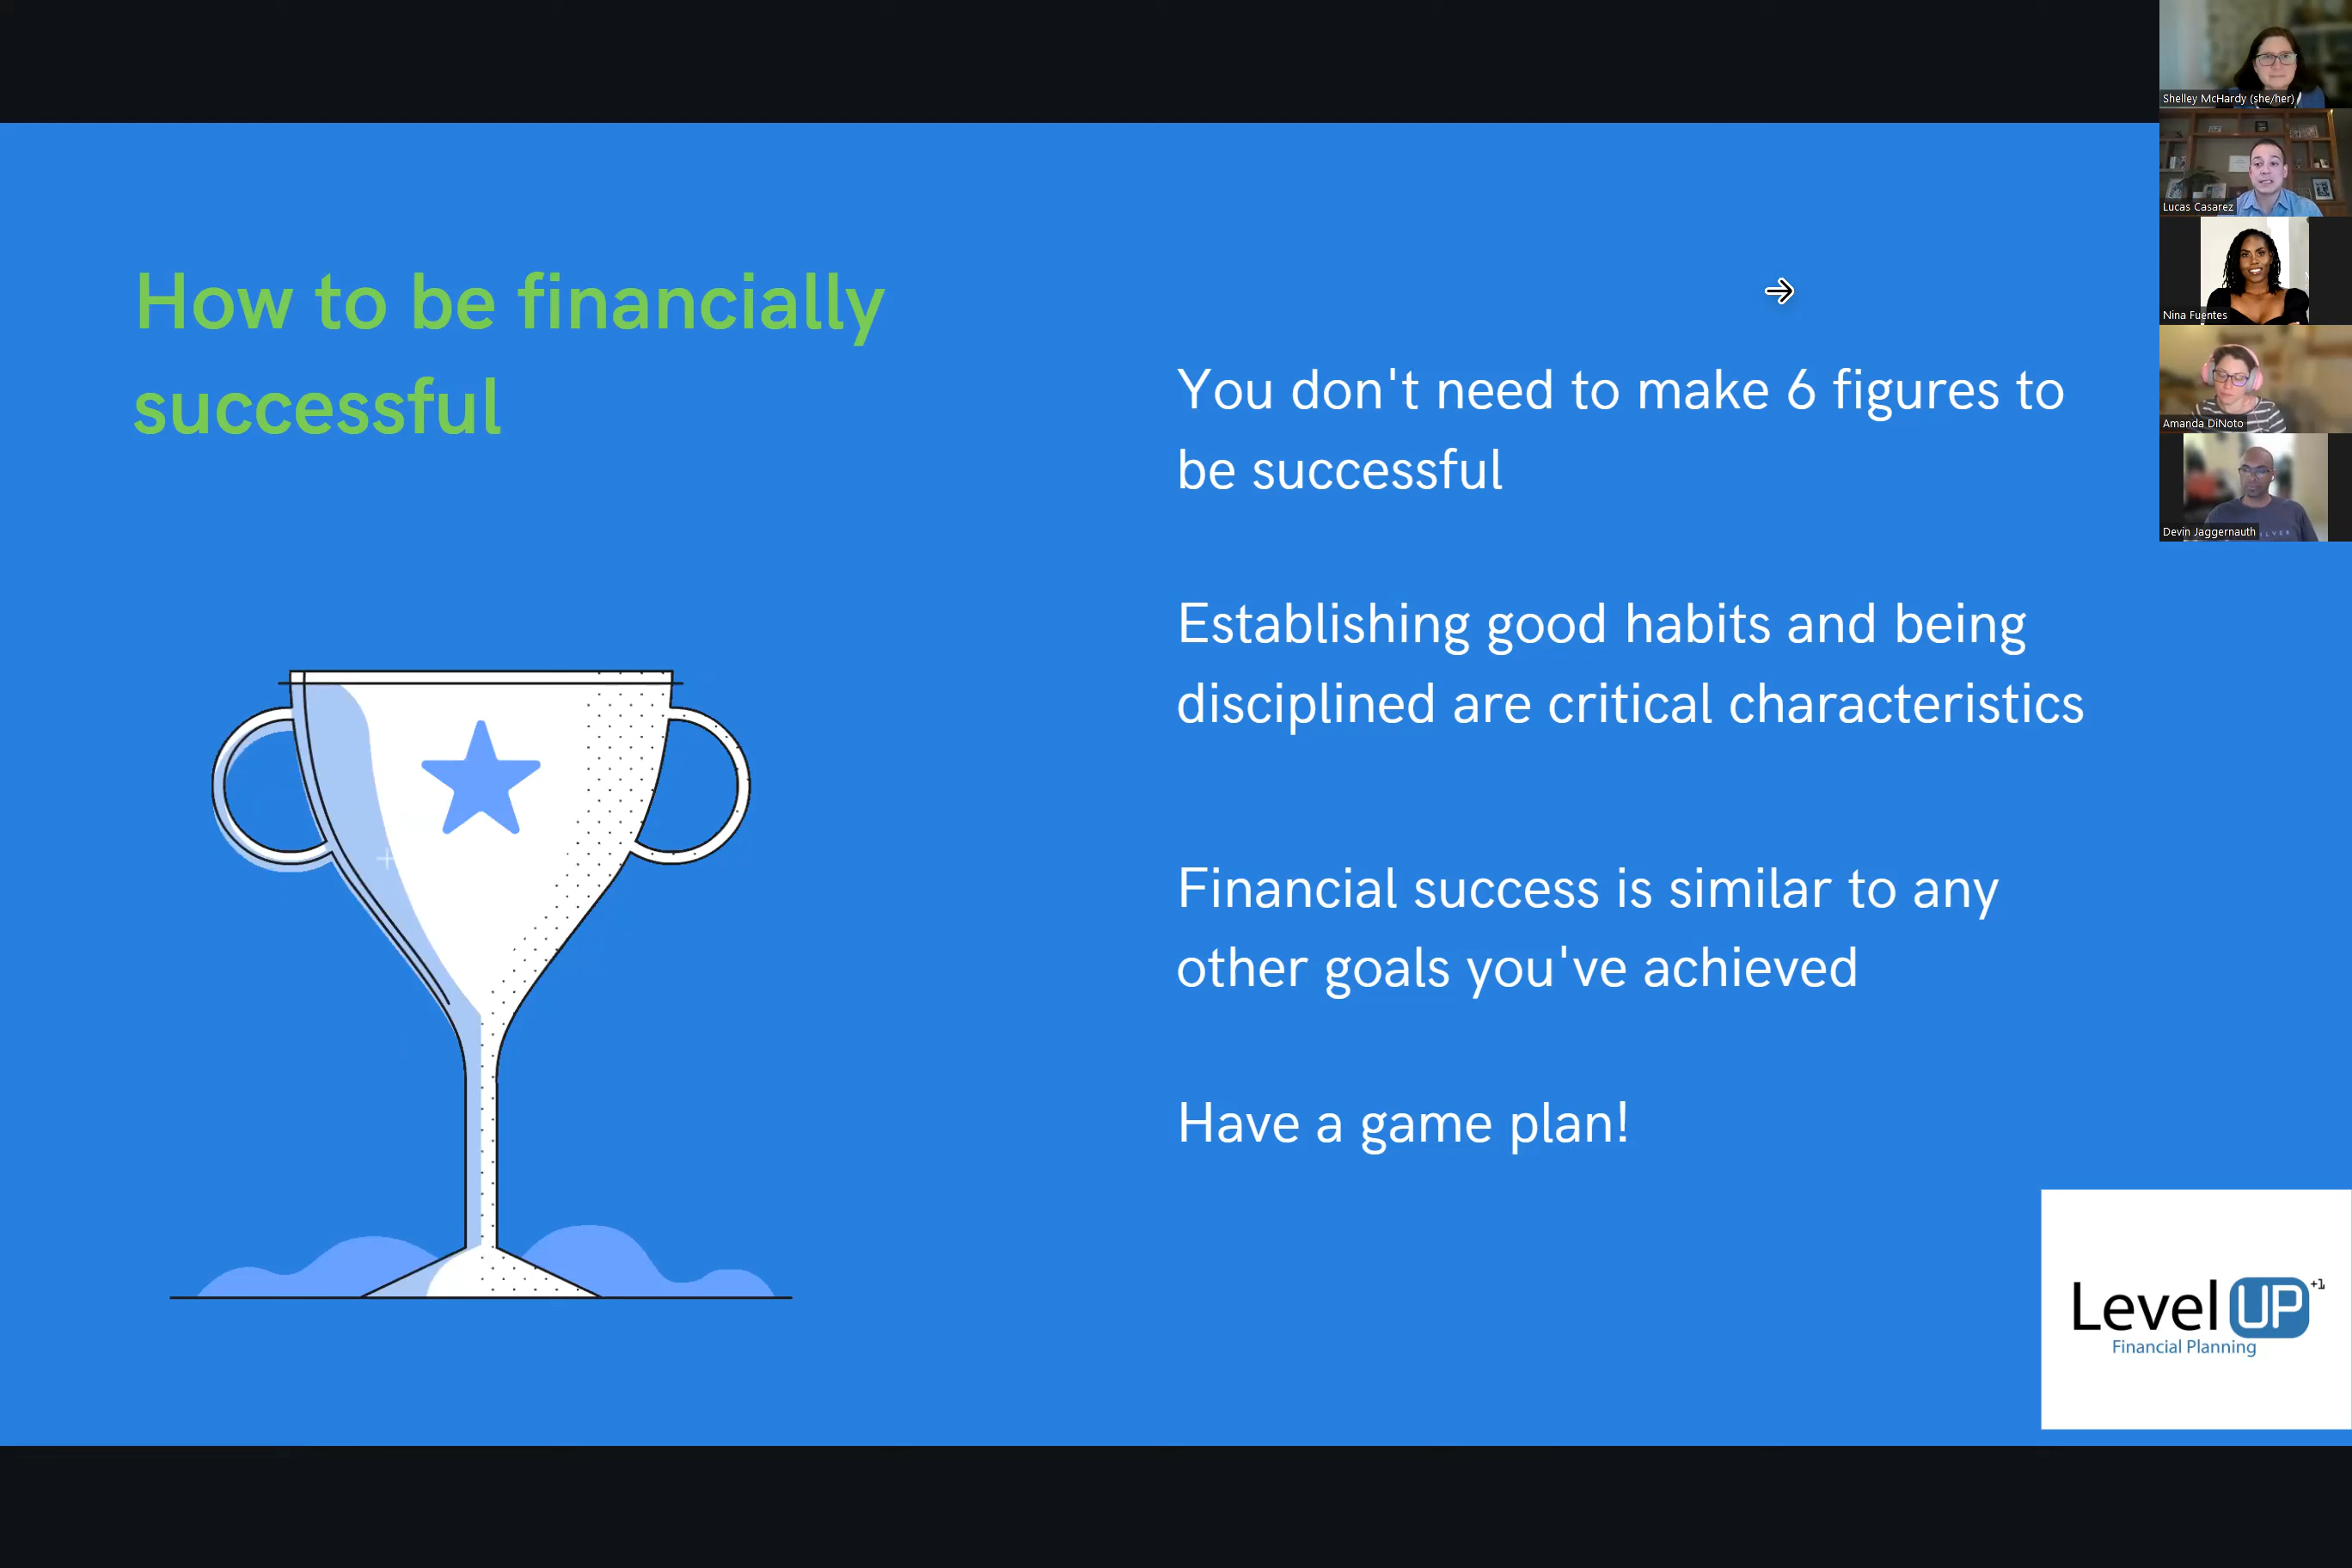 How to be financially
successful
You don't need to make 6 figures to
be successful
Establishing good habits and being
disciplined are critical characteristics
Financial success is similar to any
other goals you've achieved
Have a game plan!
Level UP +1
Financial Planning
Shelley McHardy (she/her)
Lucas Casarez
Nina Fuentes
Amanda DiNoto
Devin Jaggernauth